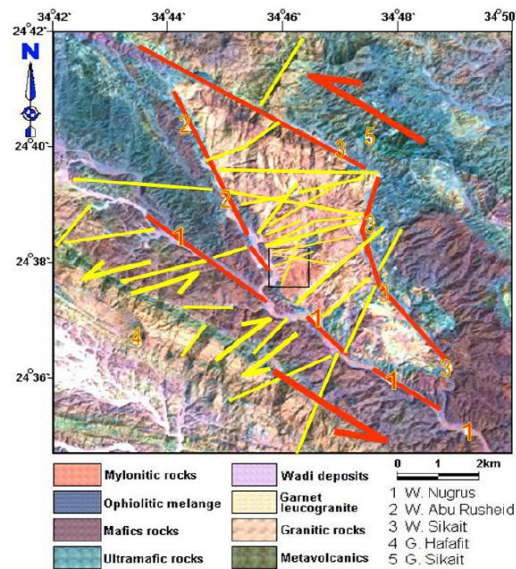 34°42' 34°44' 34°46' 34°48' 34°50'
24°42'
N
2
3
5
24°40'
2
2
1
24°38'
3
1
4
24°36'
3
1
1
Mylonitic rocks
Ophiolitic melange
Mafics rocks
Ultramafic rocks
Wadi deposits
Garnet
leucogranite
Granitic rocks
Metavolcanics
0 2km
1 W. Nugrus
2 W. Abu Rusheid
3 W. Sikait
4 G. Hafafit
5 G. Sikait